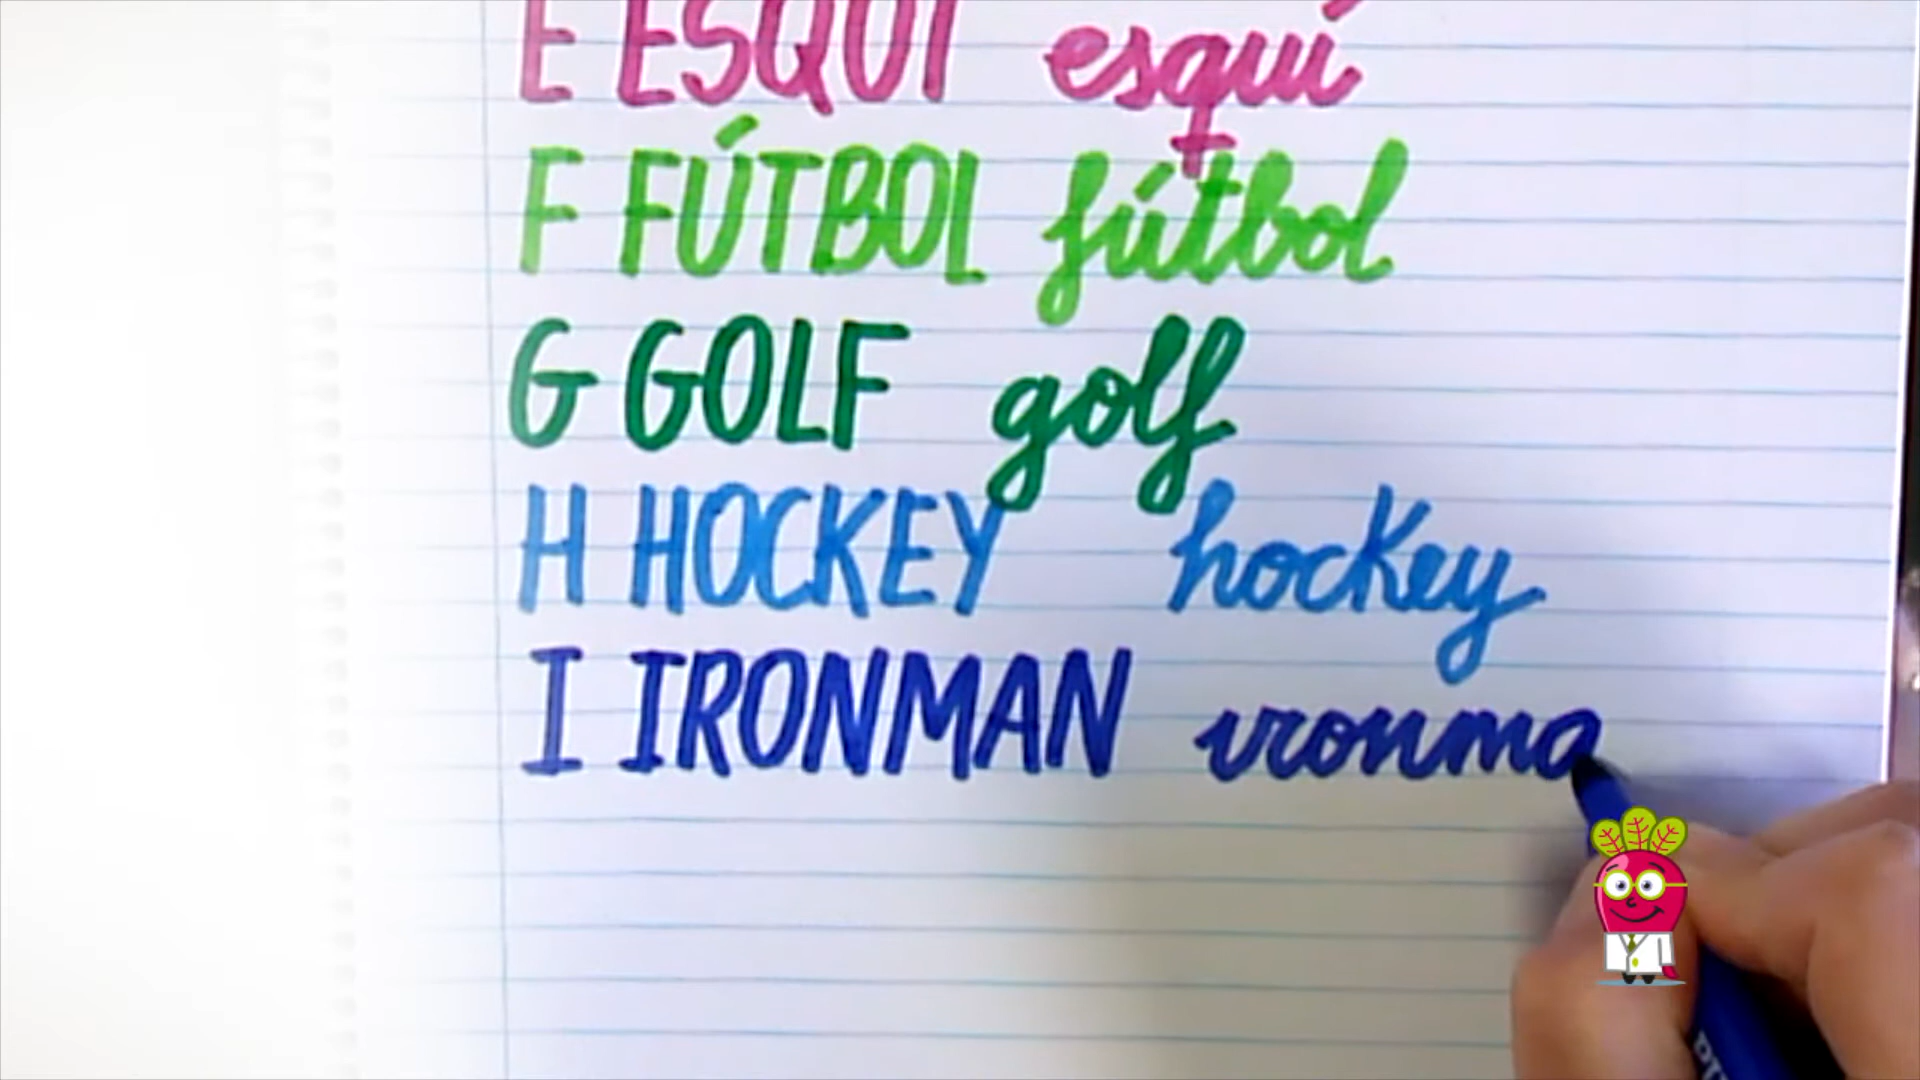 E ESQUÍ esquí
F FÚTBOL fútbol
G GOLF golf
H HOCKEY hockey
I IRONMAN ironma